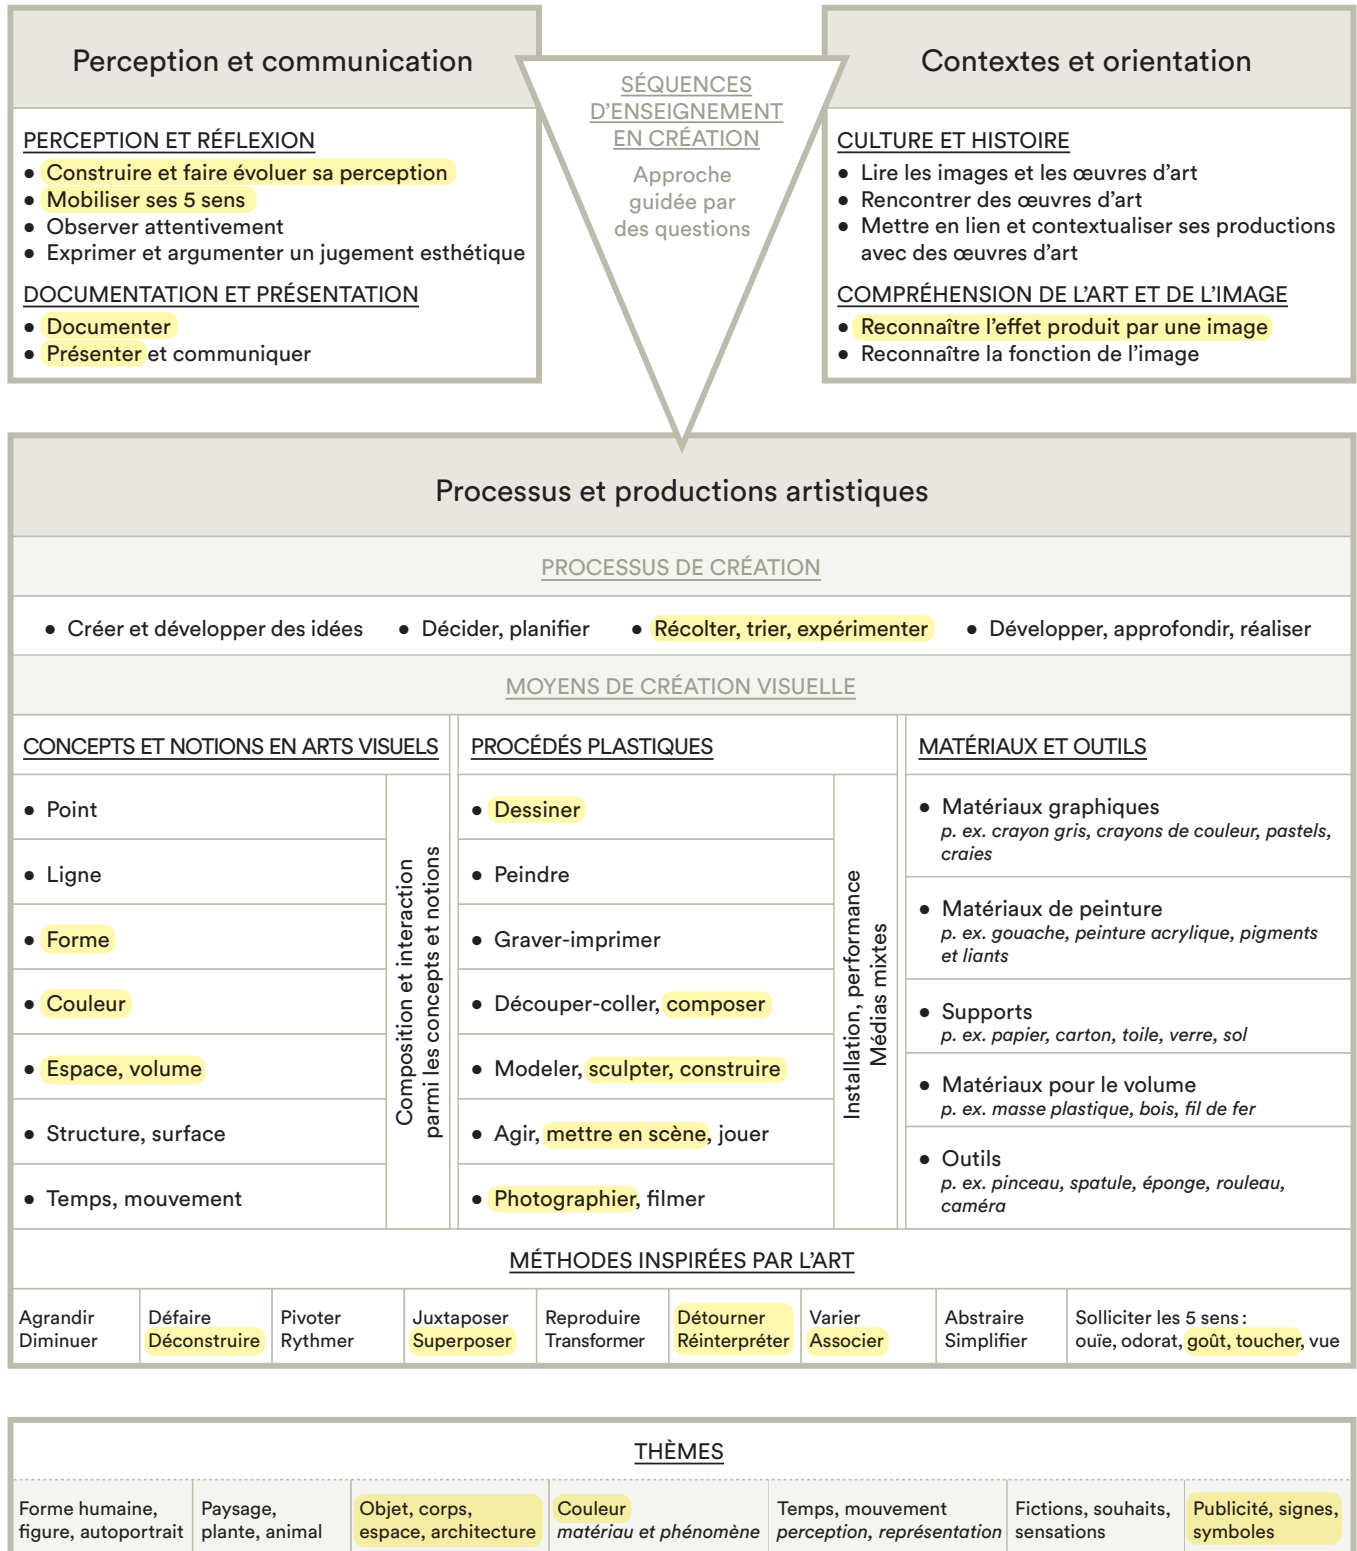 Perception et communication
PERCEPTION ET RÉFLEXION
• Construire et faire évoluer sa perception
• Mobiliser ses 5 sens
• Observer attentivement
• Exprimer et argumenter un jugement esthétique
DOCUMENTATION ET PRÉSENTATION
• Documenter
• Présenter et communiquer
SÉQUENCES
D'ENSEIGNEMENT
EN CRÉATION
Approche
guidée par
des questions
Contextes et orientation
CULTURE ET HISTOIRE
• Lire les images et les œuvres d'art
• Rencontrer des œuvres d'art
• Mettre en lien et contextualiser ses productions
avec des œuvres d'art
COMPRÉHENSION DE L'ART ET DE L'IMAGE
• Reconnaître l'effet produit par une image
• Reconnaître la fonction de l'image
Processus et productions artistiques
PROCESSUS DE CRÉATION
• Créer et développer des idées • Décider, planifier • Récolter, trier, expérimenter • Développer, approfondir, réaliser
MOYENS DE CRÉATION VISUELLE
CONCEPTS ET NOTIONS EN ARTS VISUELS
• Point
• Ligne
• Forme
• Couleur
• Espace, volume
• Structure, surface
• Temps, mouvement
Composition et interaction
parmi les concepts et notions
PROCÉDÉS PLASTIQUES
• Dessiner
• Peindre
• Graver-imprimer
• Découper-coller, composer
• Modeler, sculpter, construire
• Agir, mettre en scène, jouer
• Photographier, filmer
Installation, performance
Médias mixtes
MATÉRIAUX ET OUTILS
• Matériaux graphiques
p. ex. crayon gris, crayons de couleur, pastels,
craies
• Matériaux de peinture
p. ex. gouache, peinture acrylique, pigments
et liants
• Supports
p. ex. papier, carton, toile, verre, sol
• Matériaux pour le volume
p. ex. masse plastique, bois, fil de fer
• Outils
p. ex. pinceau, spatule, éponge, rouleau,
caméra
MÉTHODES INSPIRÉES PAR L'ART
Agrandir
Diminuer
Défaire
Déconstruire
Pivoter
Rythmer
Juxtaposer
Superposer
Reproduire
Transformer
Détourner
Réinterpréter
Varier
Associer
Abstraire
Simplifier
Solliciter les 5 sens :
ouïe, odorat, goût, toucher, vue
THÈMES
Forme humaine,
figure, autoportrait
Paysage,
plante, animal
Objet, corps,
espace, architecture
Couleur
matériau et phénomène
Temps, mouvement
perception, représentation
Fictions, souhaits,
sensations
Publicité, signes,
symboles